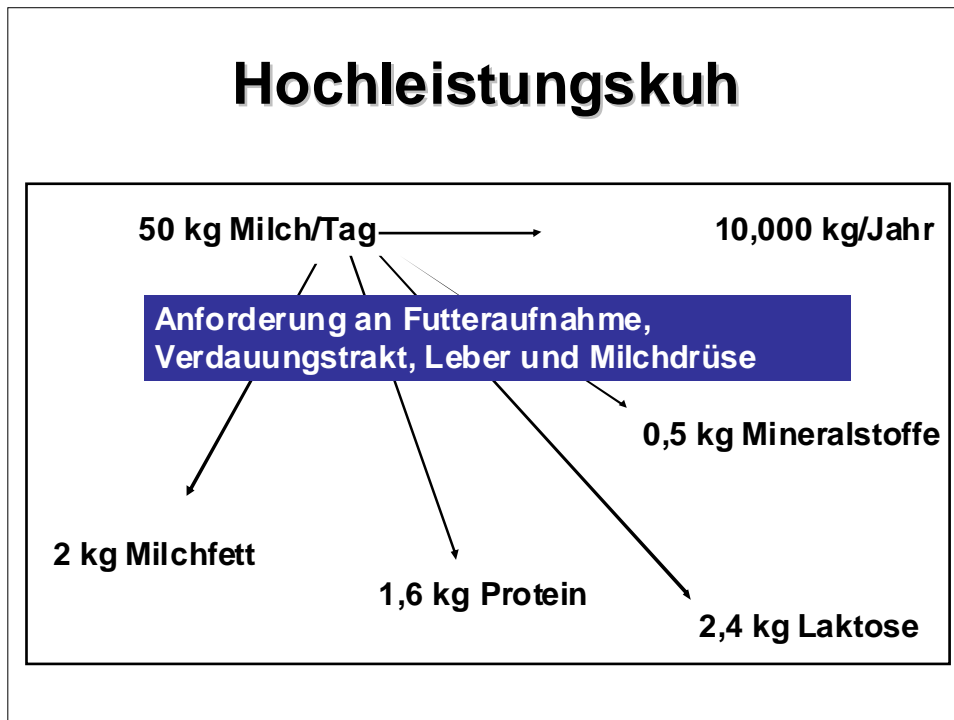 Hochleistungskuh
50 kg Milch/Tag
10,000 kg/Jahr
Anforderung an Futteraufnahme,
Verdauungstrakt, Leber und Milchdrüse
0,5 kg Mineralstoffe
2 kg Milchfett
1,6 kg Protein
2,4 kg Laktose